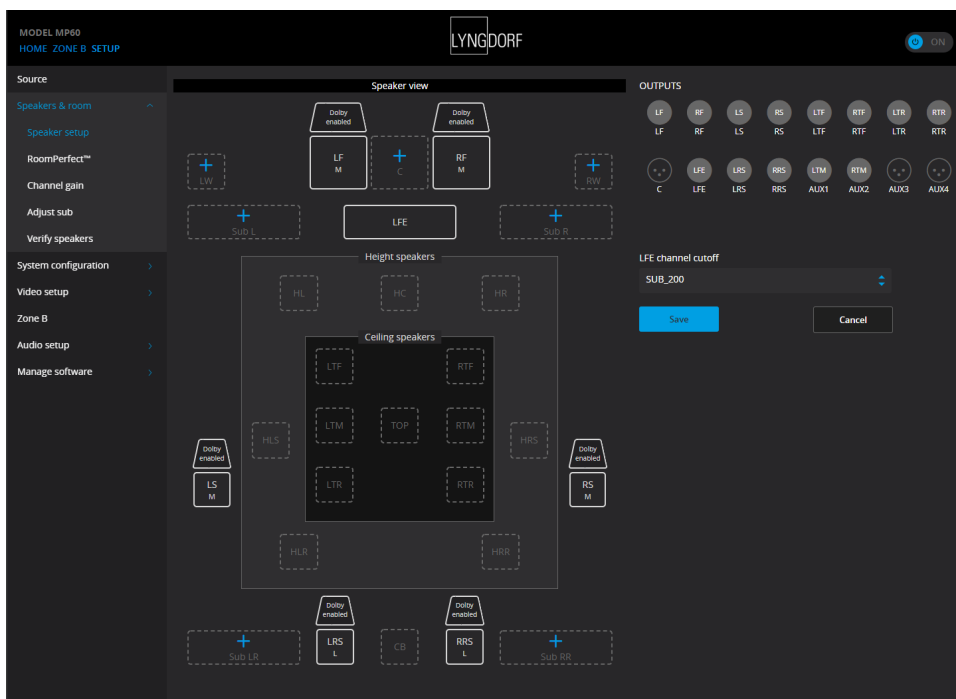 MODEL MP60
HOME ZONE B SETUP
LYNGDORF
ON
Source
Speakers & room
Speaker setup
RoomPerfect™
Channel gain
Adjust sub
Verify speakers
System configuration
Video setup
Zone B
Audio setup
Manage software
Speaker view
Dolby
enabled
Dolby
enabled
LW
LF
M
C
RF
M
RW
Sub L
LFE
Sub R
Height speakers
HL
HC
HR
Ceiling speakers
LTF
RTF
HLS
LTM
TOP
RTM
HRS
Dolby
enabled
LS
M
Dolby
enabled
RS
M
LTR
RTR
HLR
HRR
Dolby
enabled
Dolby
enabled
Sub LR
LRS
L
CB
RRS
L
Sub RR
OUTPUTS
LF RF LS RS LTF RTF LTR RTR
LF RF LS RS LTF RTF LTR RTR
LFE LRS RRS LTM RTM
C LFE LRS RRS AUX1 AUX2 AUX3 AUX4
LFE channel cutoff
SUB_200
Save Cancel